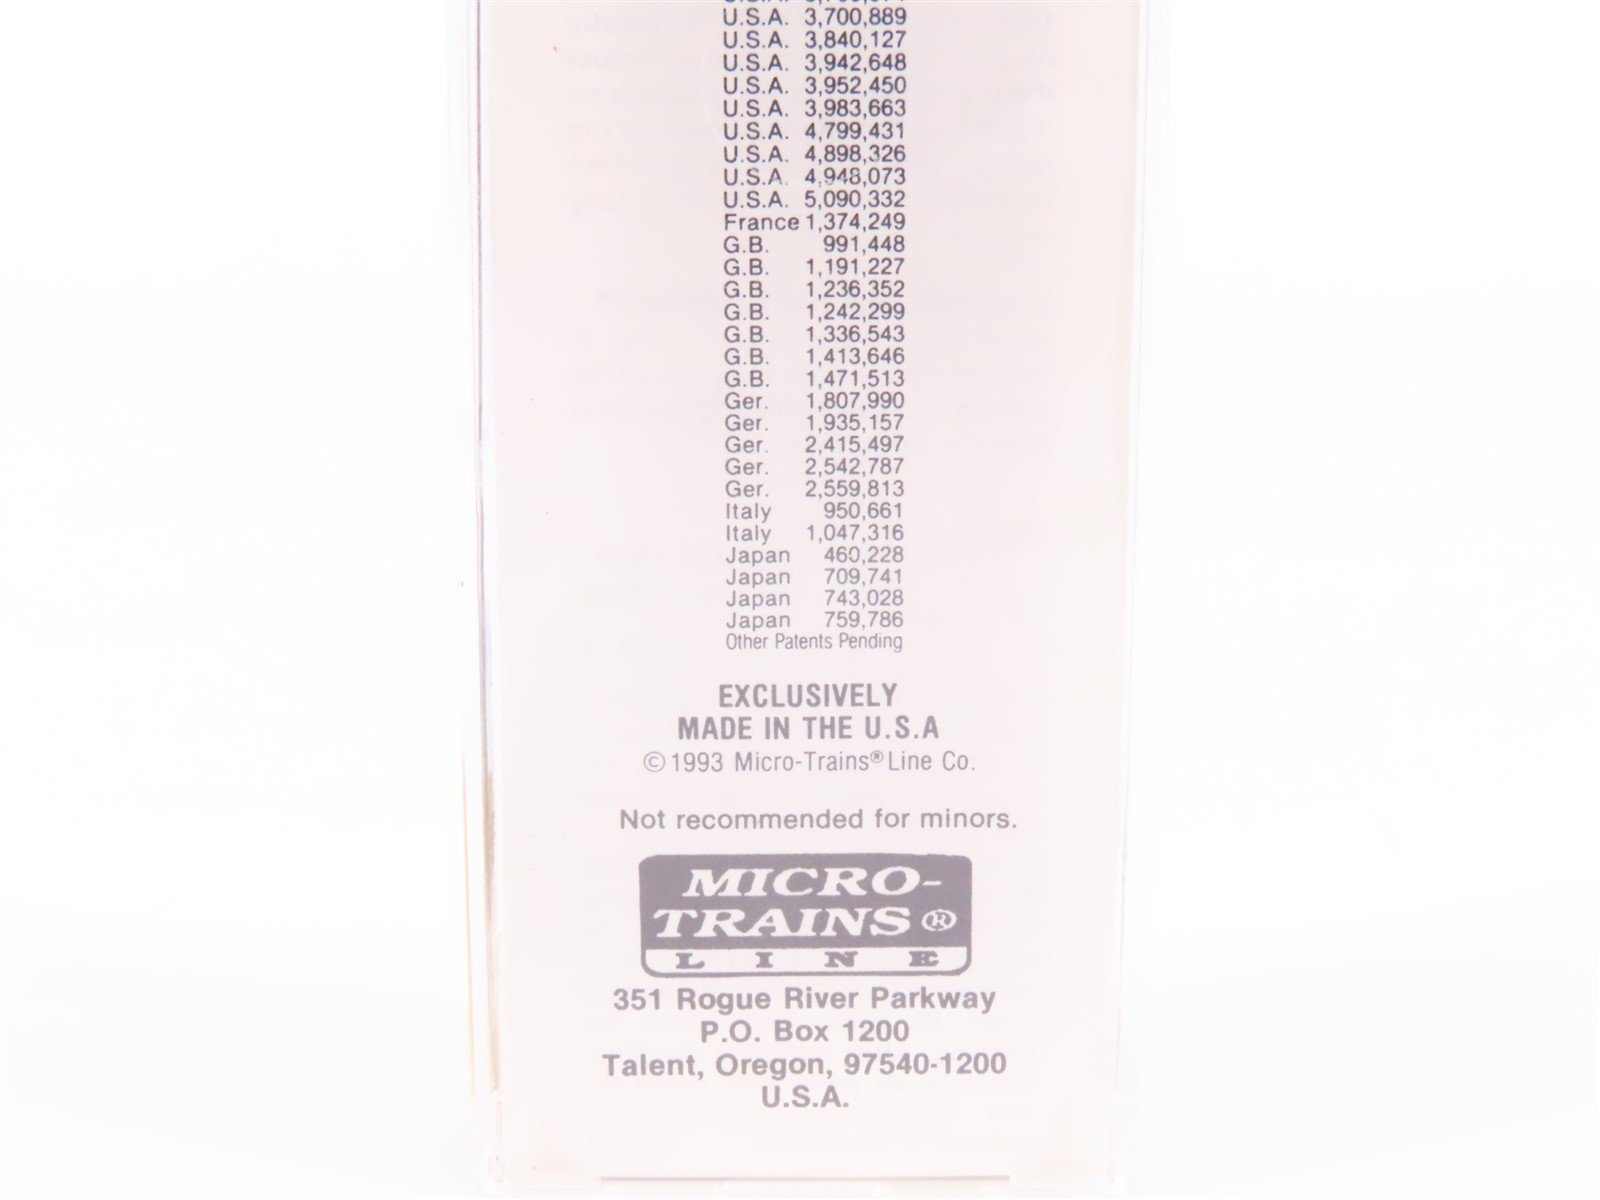 U.S.A. 3,700,889
U.S.A. 3,840,127
U.S.A. 3,942,648
U.S.A. 3,952,450
U.S.A. 3,983,663
U.S.A. 4,799,431
U.S.A. 4,898,326
U.S.A. 4,948,073
U.S.A. 5,090,332
France 1,374,249
G.B. 991,448
G.B. 1,191,227
G.B. 1,236,352
G.B. 1,242,299
G.B. 1,336,543
G.B. 1,413,646
G.B. 1,471,513
Ger. 1,807,990
Ger. 1,935,157
Ger. 2,415,497
Ger. 2,542,787
Ger. 2,559,813
Italy 950,661
Italy 1,047,316
Japan 460,228
Japan 709,741
Japan 743,028
Japan 759,786
Other Patents Pending
EXCLUSIVELY
MADE IN THE U.S.A
©1993 Micro-Trains® Line Co.
Not recommended for minors.
MICRO-
TRAINS®
LINE
351 Rogue River Parkway
P.O. Box 1200
Talent, Oregon, 97540-1200
U.S.A.